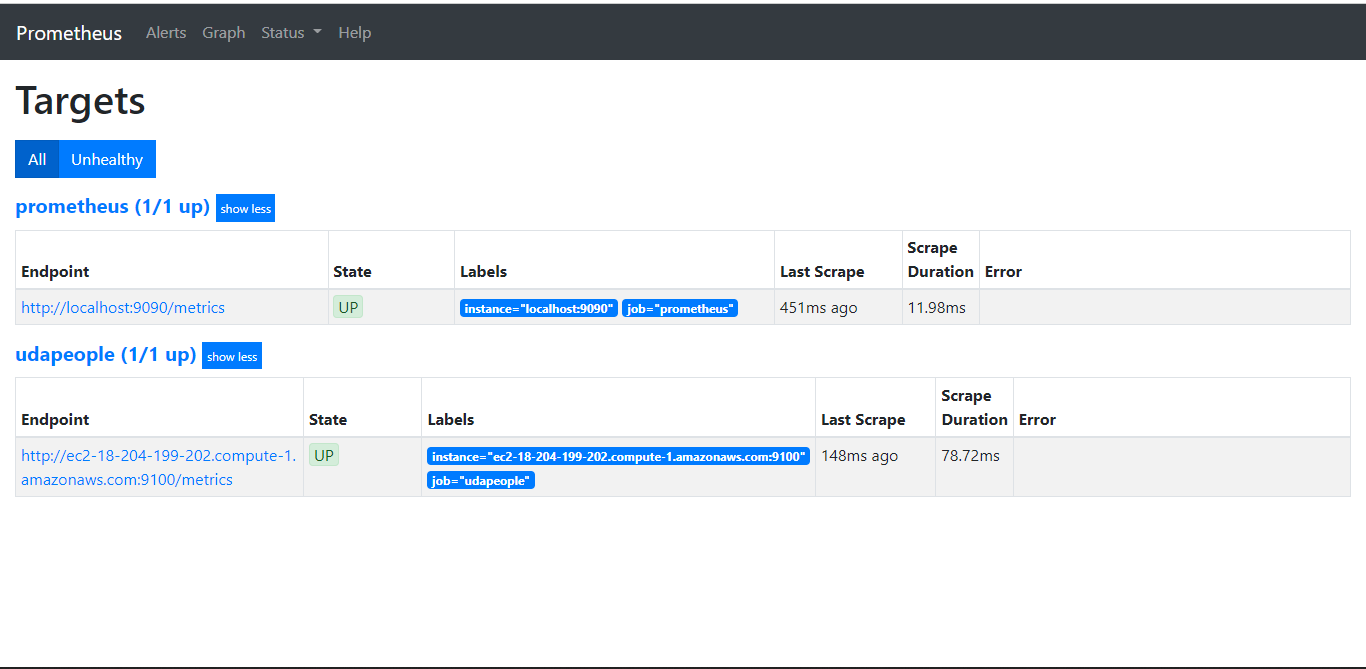 Prometheus Alerts Graph Status Help
Targets
All Unhealthy
prometheus (1/1 up) show less
Endpoint State Labels Last Scrape Scrape Duration Error
http://localhost:9090/metrics UP instance="localhost:9090" job="prometheus" 451ms ago 11.98ms
udapeople (1/1 up) show less
Endpoint State Labels Last Scrape Scrape Duration Error
http://ec2-18-204-199-202.compute-1. UP instance="ec2-18-204-199-202.compute-1.amazonaws.com:9100" 148ms ago 78.72ms
amazonaws.com:9100/metrics job="udapeople"